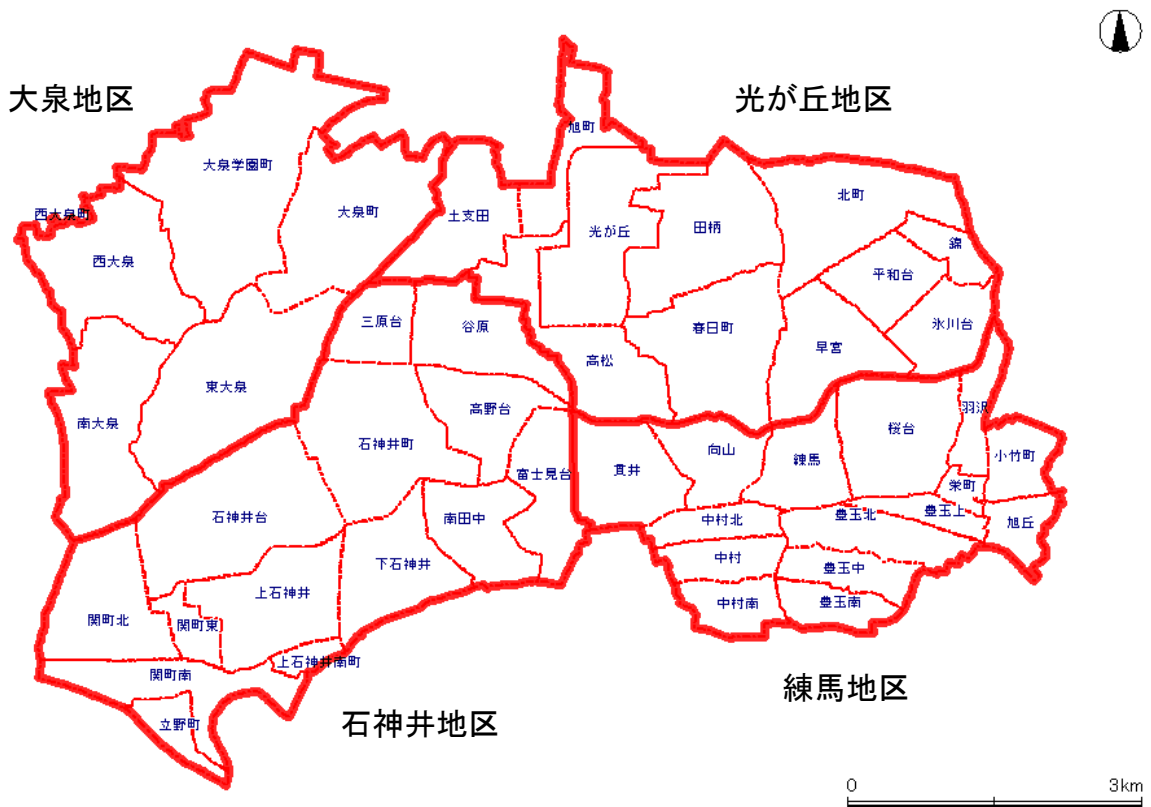 大泉地区
光が丘地区
旭町
大泉学園町
北町
大泉町
西大泉町
土支田
光が丘
田柄
錦
西大泉
平和台
三原台
谷原
春日町
氷川台
早宮
高松
東大泉
高野台
羽沢
南大泉
石神井町
桜台
向山
練馬
小竹町
貫井
富士見台
栄町
石神井台
南田中
中村北
豊玉北
豊玉上
旭丘
中村
下石神井
豊玉中
上石神井
中村南
豊玉南
関町北
関町東
上石神井南町
関町南
練馬地区
立野町
石神井地区
0
3km